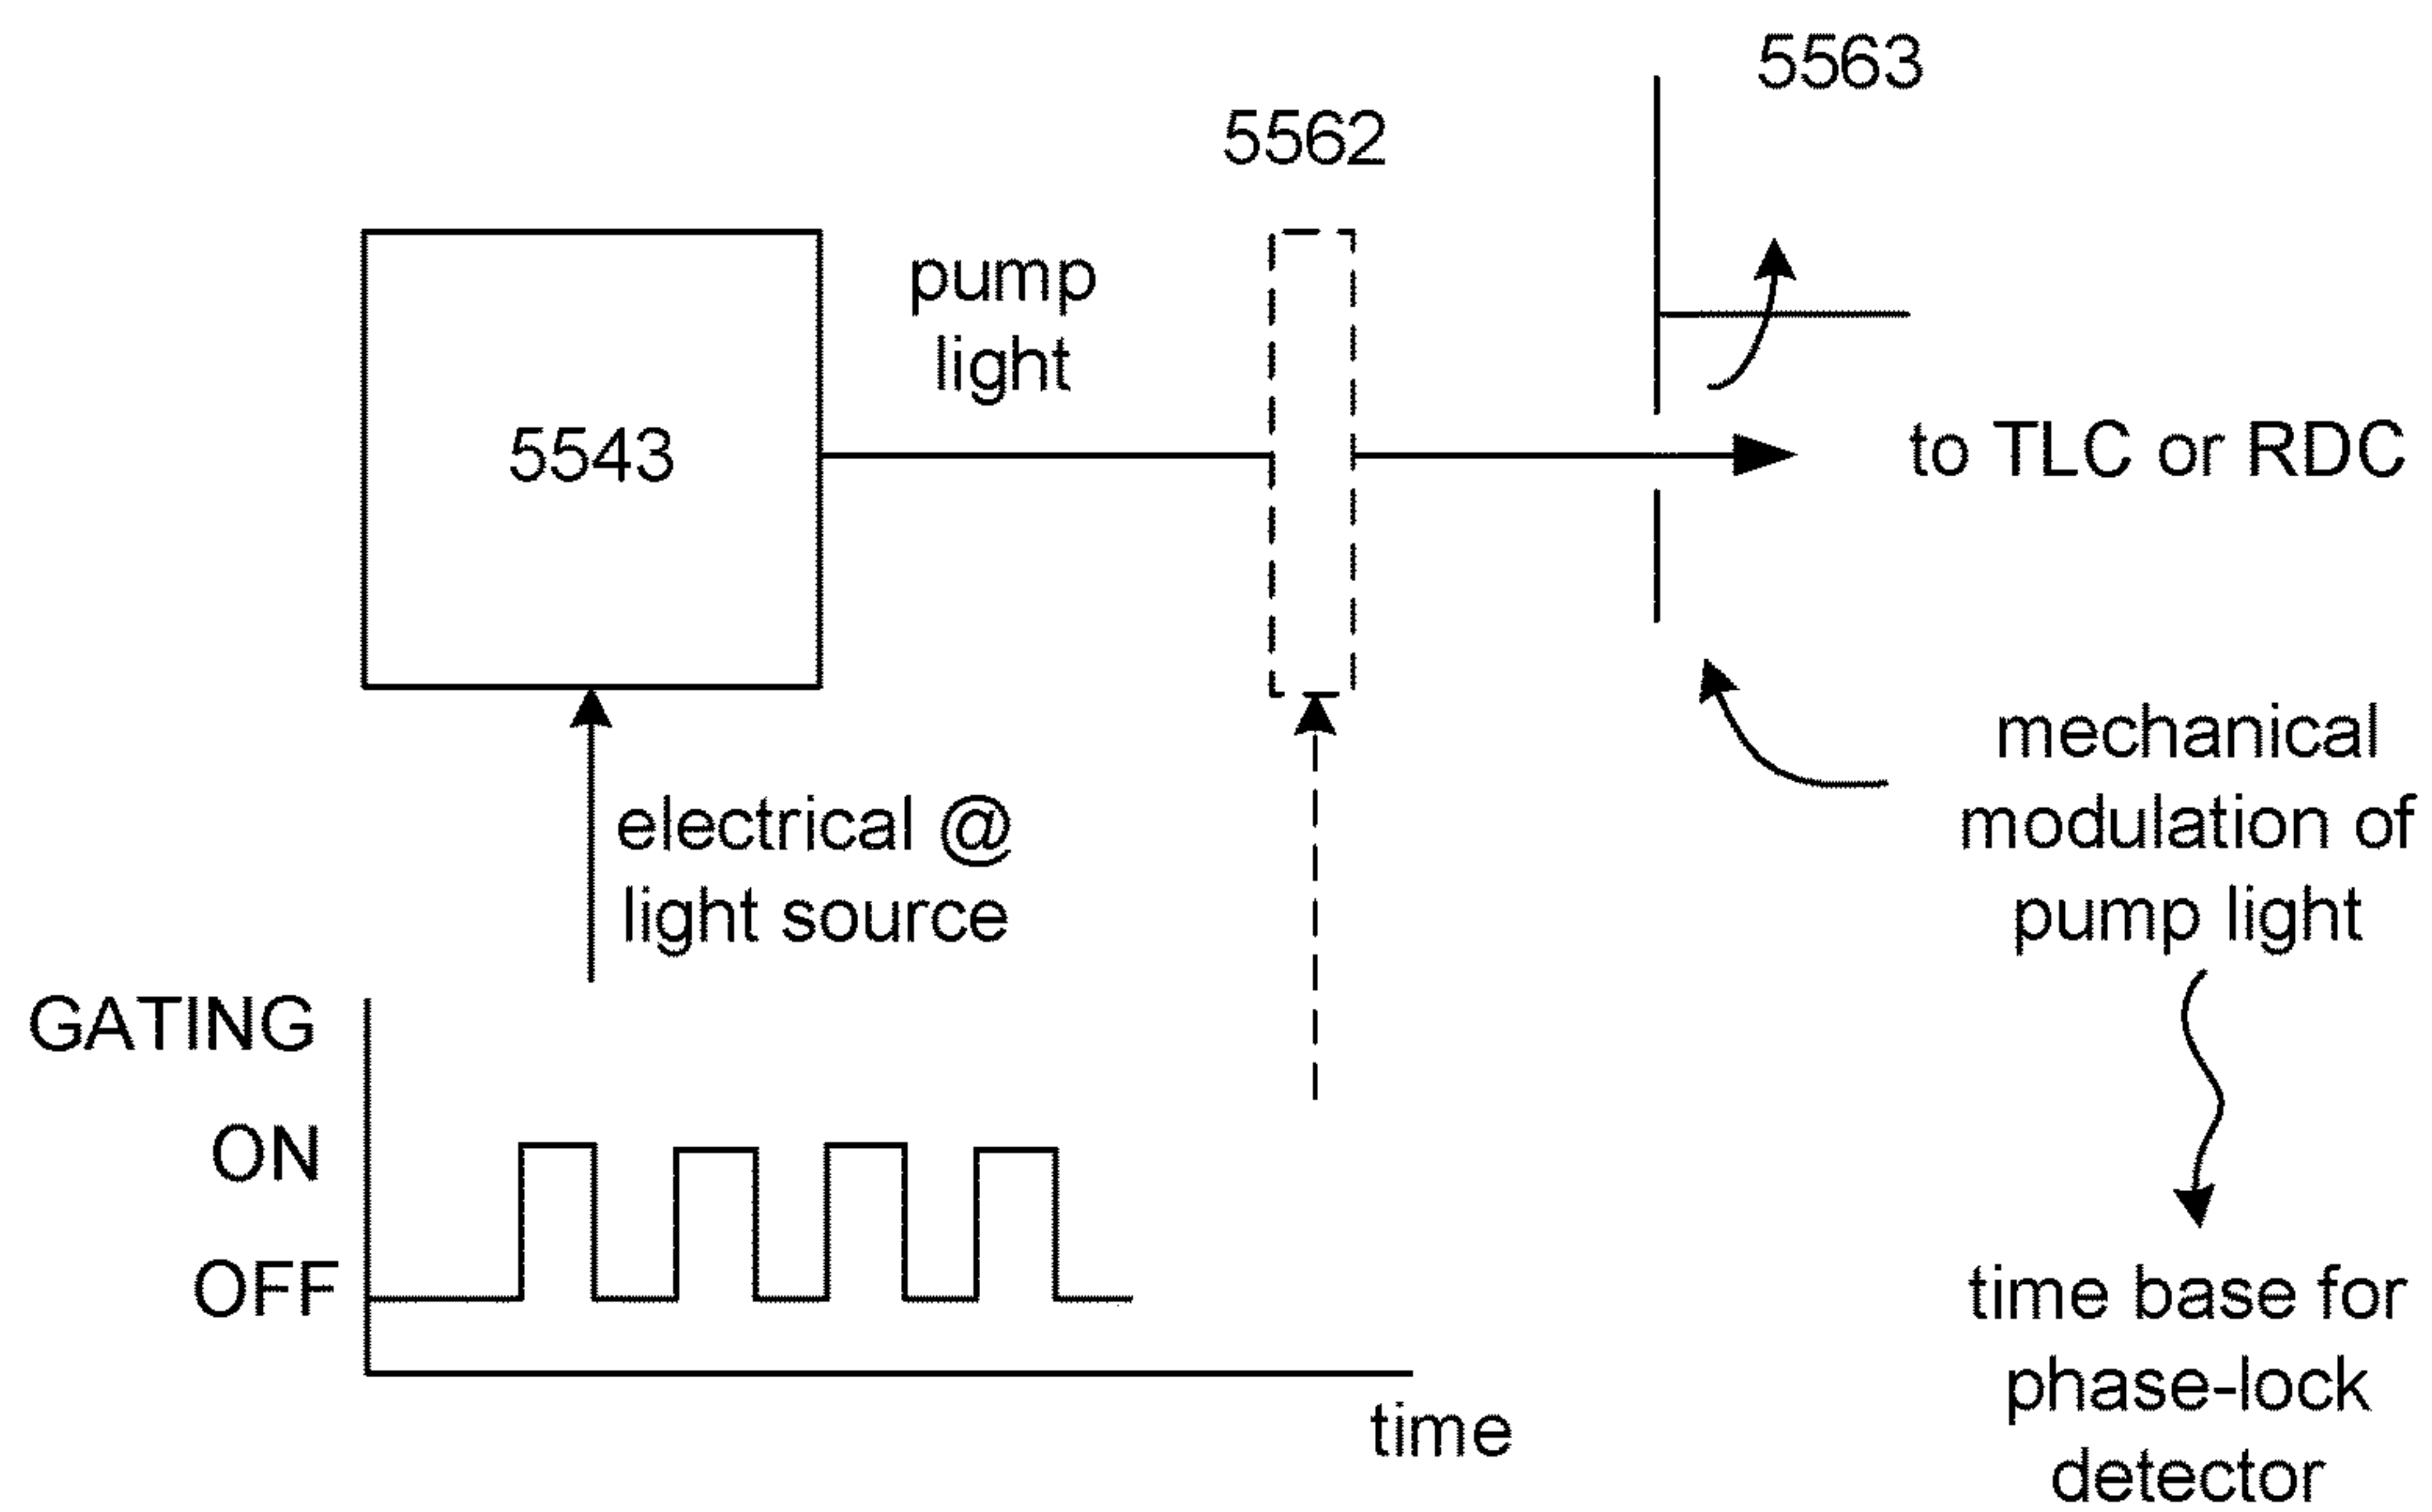 5563
5562
pump
light
5543
to TLC or RDC
mechanical
modulation of
pump light
electrical @
light source
GATING
ON
OFF
time
time base for
phase-lock
detector